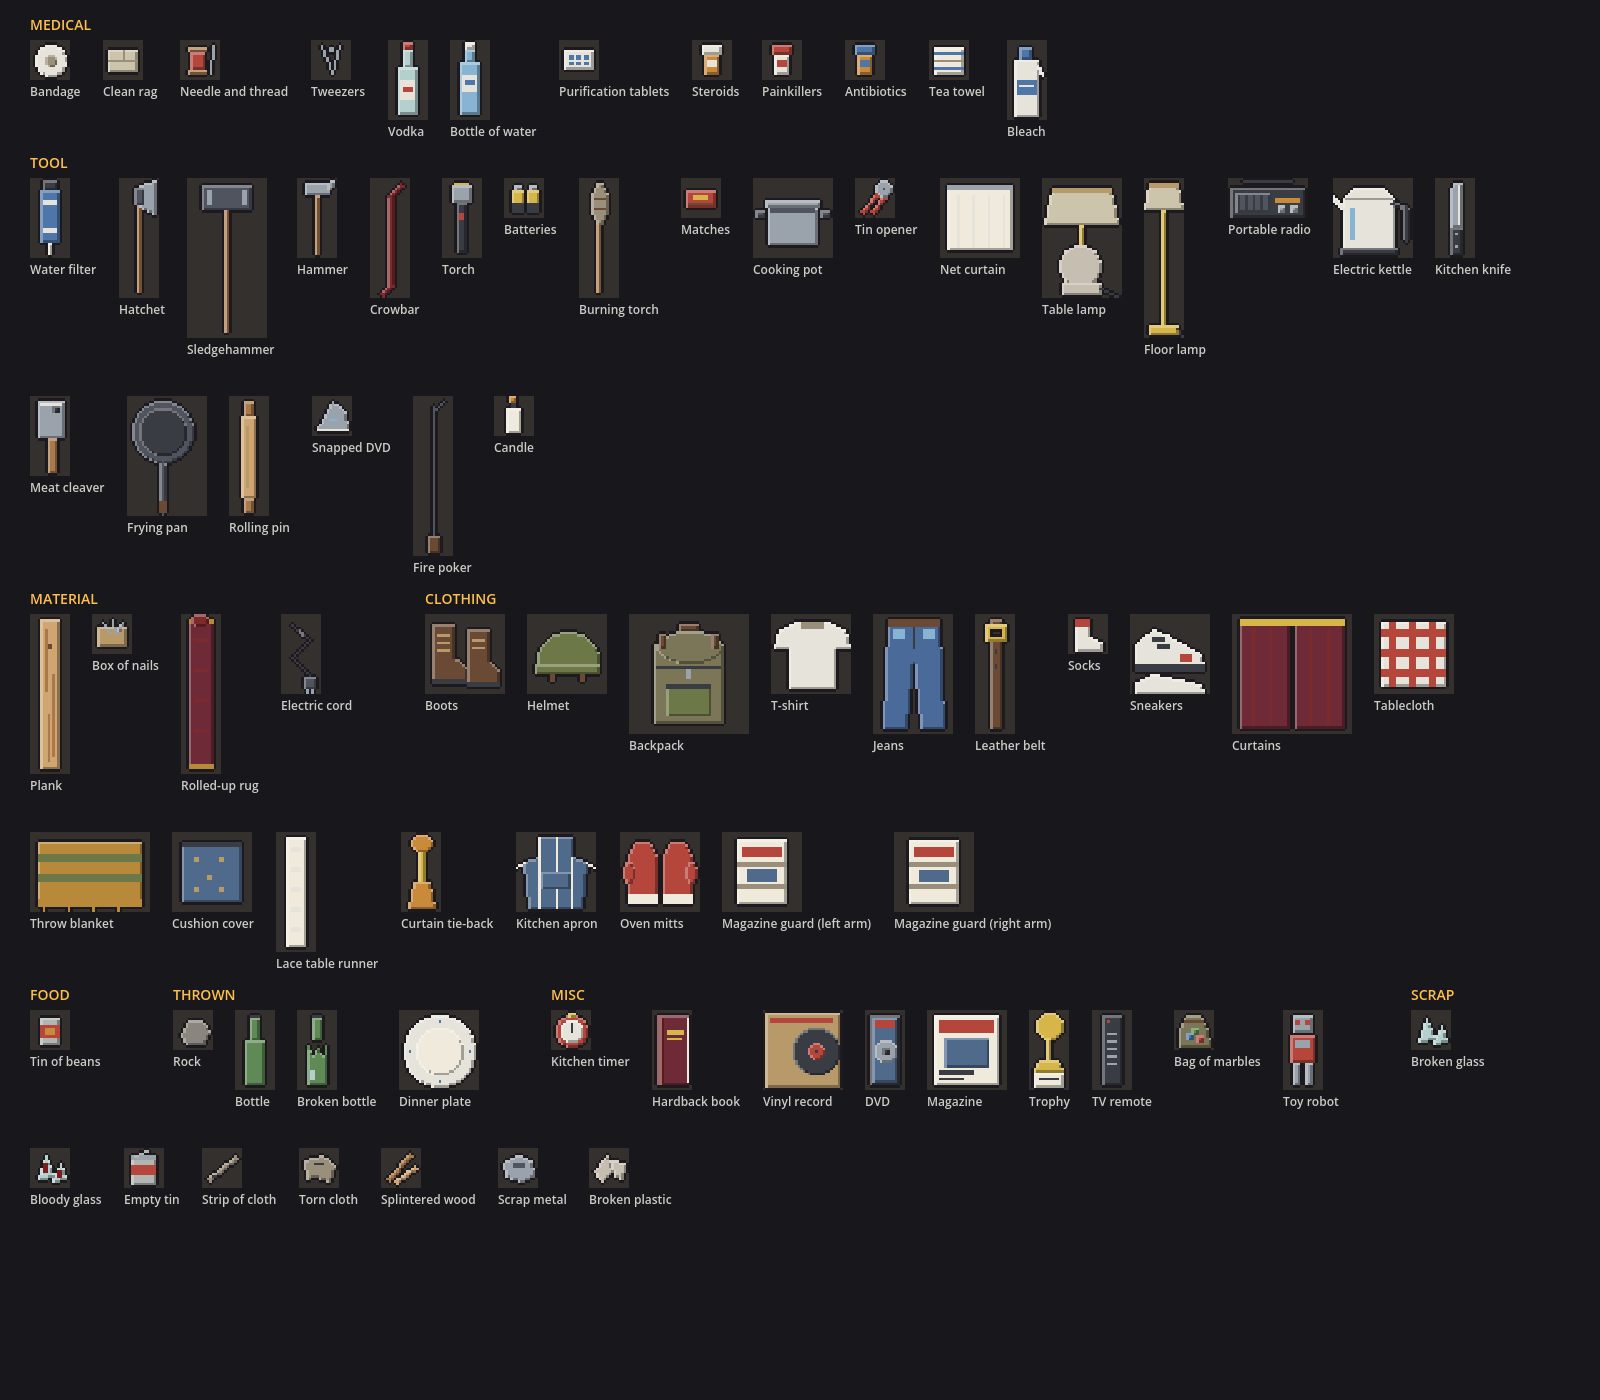 MEDICAL
Bandage
Clean rag
Needle and thread
Tweezers
Vodka
Bottle of water
Purification tablets
Steroids
Painkillers
Antibiotics
Tea towel
Bleach
TOOL
Water filter
Hatchet
Sledgehammer
Hammer
Crowbar
Torch
Batteries
Burning torch
Matches
Cooking pot
Tin opener
Net curtain
Table lamp
Floor lamp
Portable radio
Electric kettle
Kitchen knife
Meat cleaver
Frying pan
Rolling pin
Snapped DVD
Fire poker
Candle
MATERIAL
Plank
Box of nails
Rolled-up rug
Electric cord
CLOTHING
Boots
Helmet
Backpack
T-shirt
Jeans
Leather belt
Socks
Sneakers
Curtains
Tablecloth
Throw blanket
Cushion cover
Lace table runner
Curtain tie-back
Kitchen apron
Oven mitts
Magazine guard (left arm)
Magazine guard (right arm)
FOOD
Tin of beans
THROWN
Rock
Bottle
Broken bottle
Dinner plate
MISC
Kitchen timer
Hardback book
Vinyl record
DVD
Magazine
Trophy
TV remote
Bag of marbles
Toy robot
SCRAP
Broken glass
Bloody glass
Empty tin
Strip of cloth
Torn cloth
Splintered wood
Scrap metal
Broken plastic